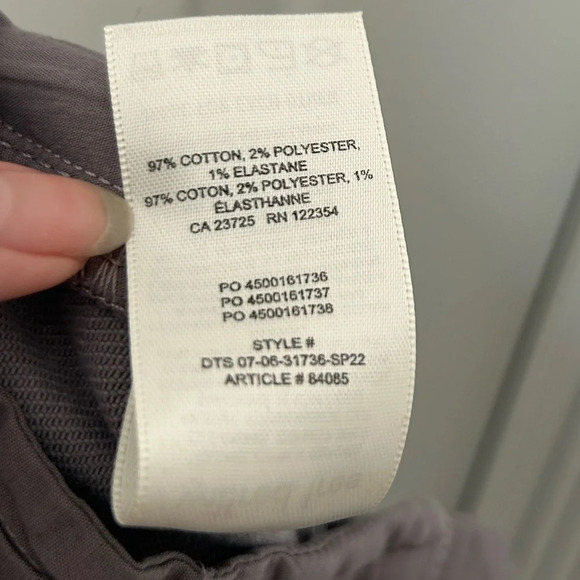 97% COTTON, 2% POLYESTER,
1% ELASTANE
97% COTON, 2% POLYESTER, 1%
ÉLASTHANNE
CA 23725 RN 122354
PO 4500161736
PO 4500161737
PO 4500161738
STYLE #
DTS 07-06-31736-SP22
ARTICLE # 84085